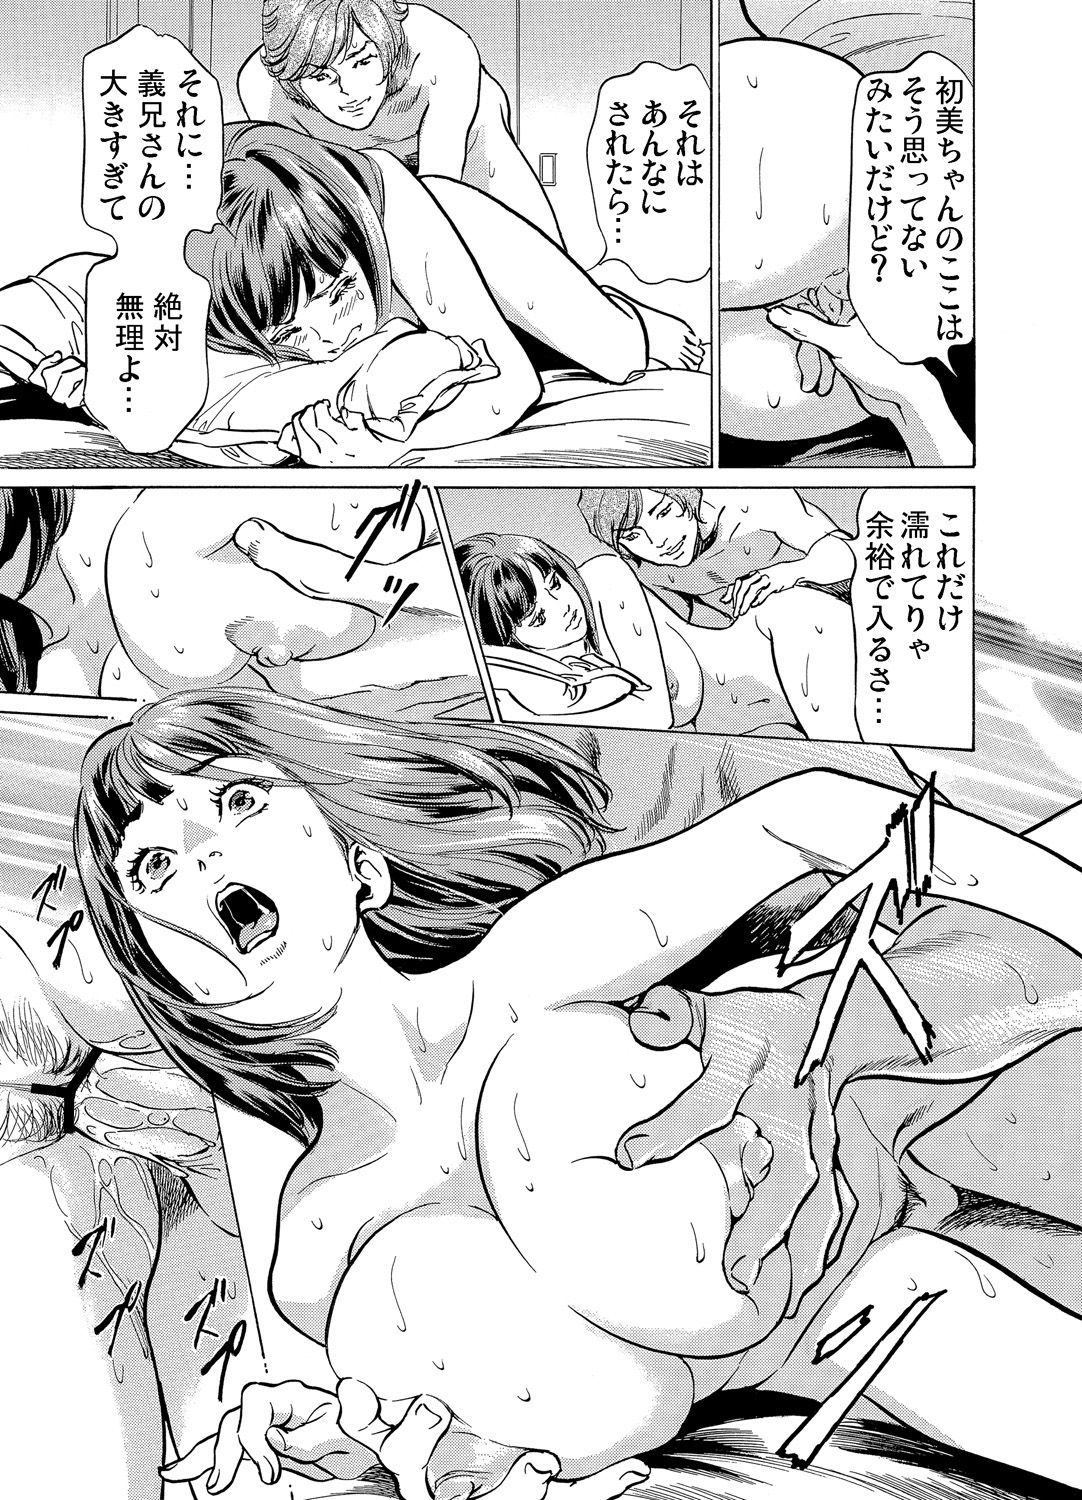 初美ちゃんのここは
そう思ってない
みたいだけど？
それは
あんなに
されたら…
それに…
義兄さんの
大きすぎて
絶対
無理よ…
これだけ
濡れてりゃ
余裕で入るさ…
ズ
プ
ズ
プ
ズ
プ